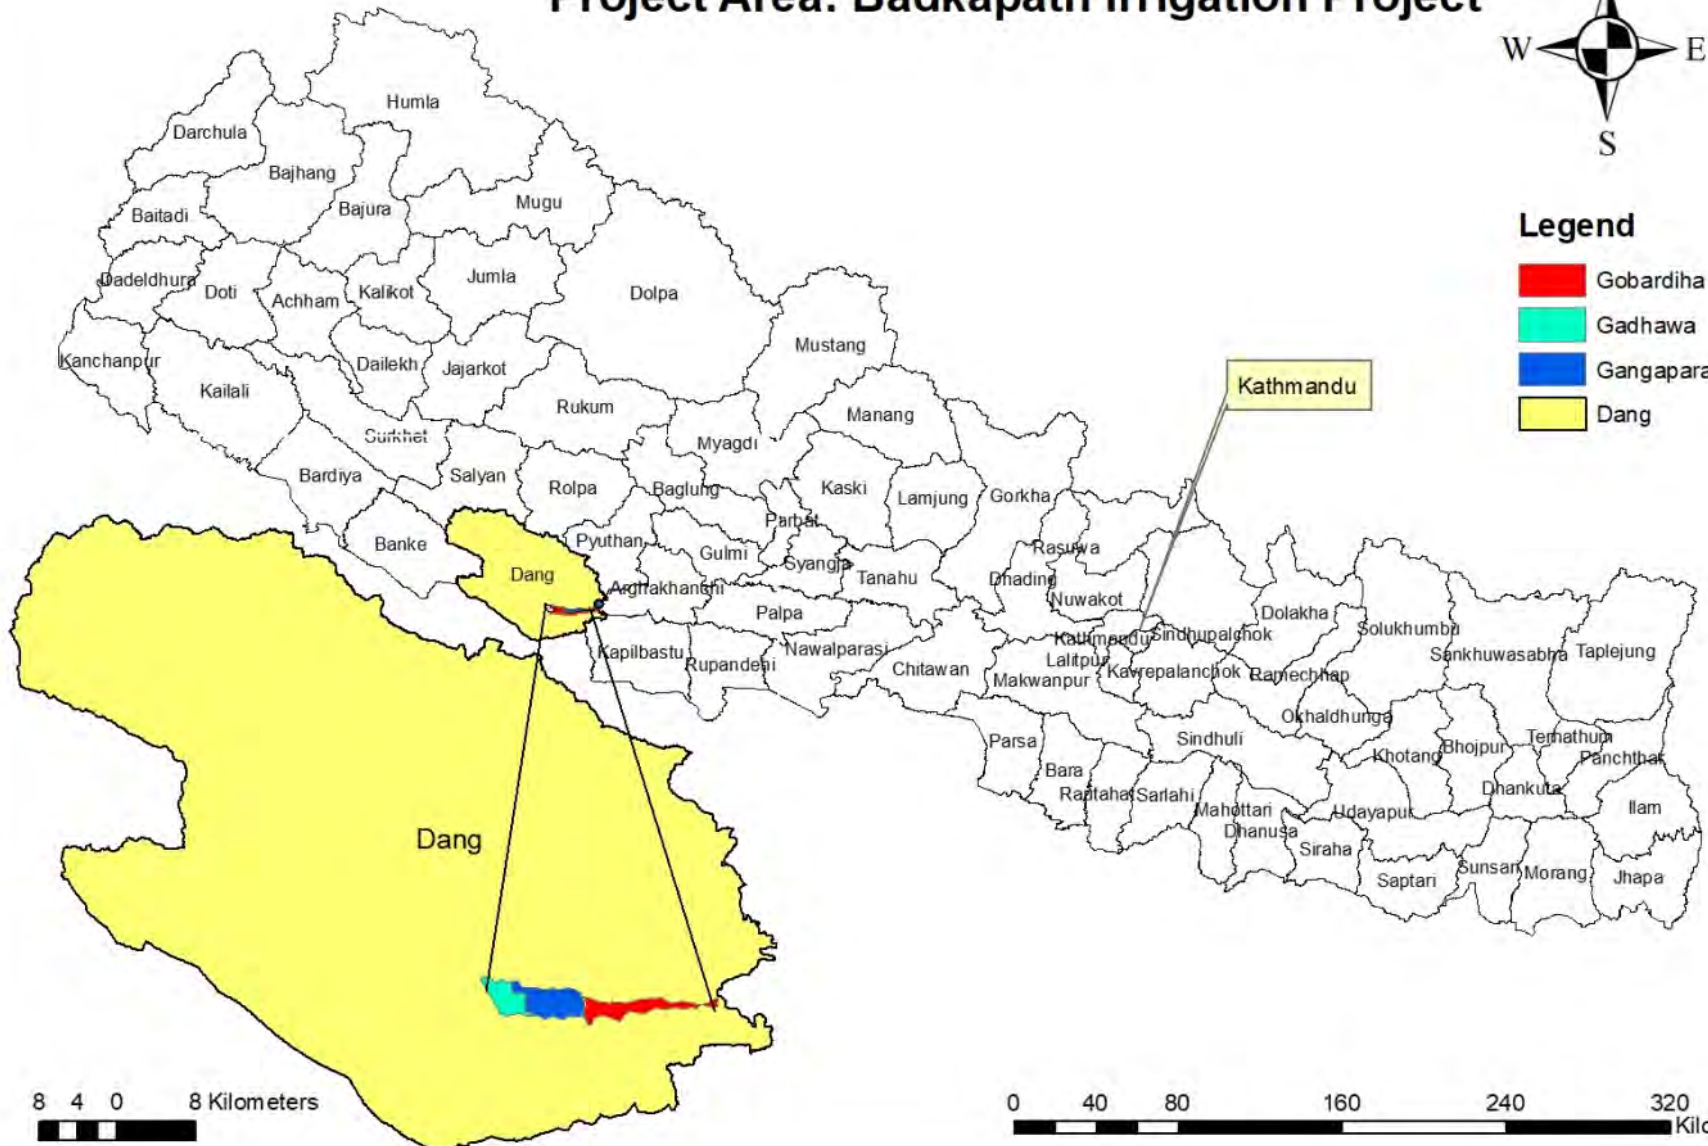 Project Area: Badkapath Irrigation Project
W
E
S
Legend
Gobardiha
Gadhawa
Gangapara
Dang
Kathmandu
Humla
Darchula
Bajhang
Mugu
Bajura
Baitadi
Dadeldhura
Doti
Achham
Kalikot
Jumla
Dolpa
Mustang
Kanchanpur
Kailali
Dailekh
Jajarkot
Rukum
Manang
Surkhet
Myagdi
Bardiya
Salyan
Rolpa
Baglung
Kaski
Lamjung
Gorkha
Parbat
Banke
Pyuthan
Gulmi
Syangja
Tanahu
Rasuwa
Dhading
Dang
Arghakhanchi
Palpa
Nuwakot
Dolakha
Solukhumbu
Kapilbastu
Rupandehi
Nawalparasi
Chitawan
Kathmandu
Sindhupalchok
Lalitpur
Makwanpur
Kavrepalanchok
Ramechhap
Sankhuwasabha
Taplejung
Okhaldhunga
Parsa
Sindhuli
Khotang
Bhojpur
Terhathum
Panchthar
Bara
Rautahat
Sarlahi
Mahottari
Dhanusa
Udayapur
Dhankuta
Ilam
Siraha
Saptari
Sunsari
Morang
Jhapa
Dang
8 4 0 8 Kilometers
0 40 80 160 240 320